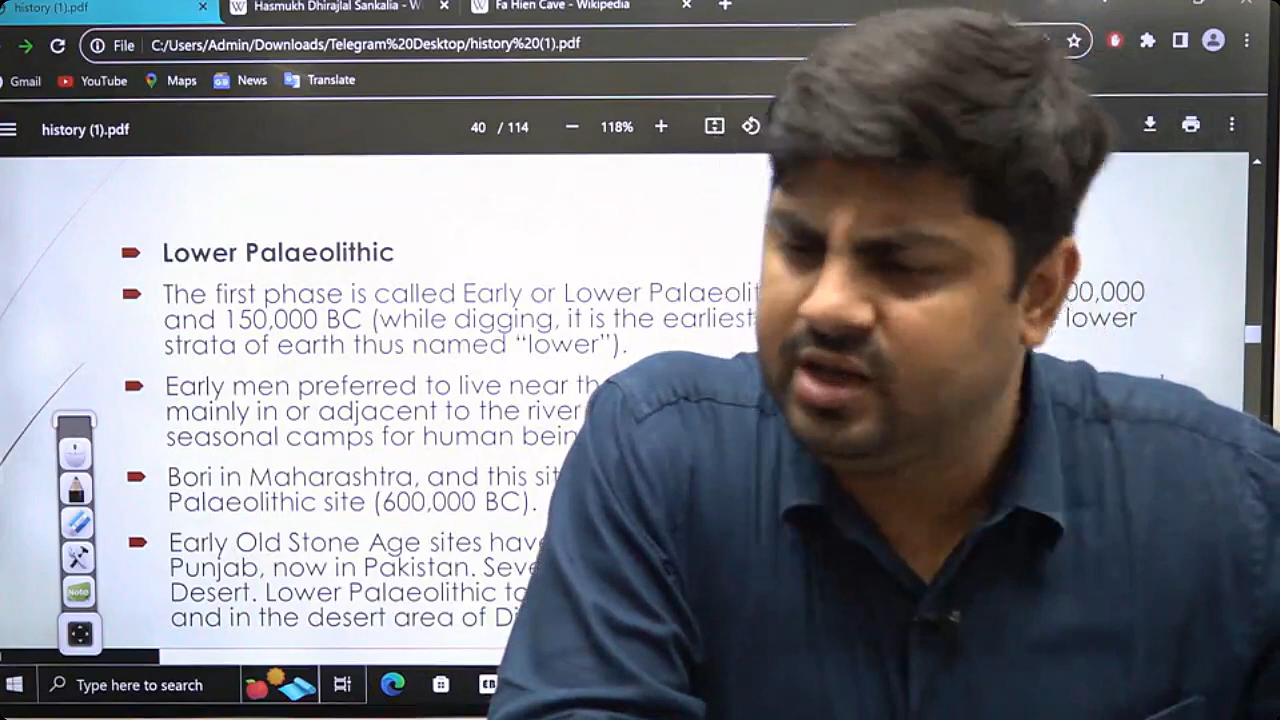 history (1).pdf
Hasmukh Dhirajlal Sankalia - W
Fa Hien Cave - Wikipedia
File C:/Users/Admin/Downloads/Telegram%20Desktop/history%20(1).pdf
Gmail YouTube Maps News Translate
history (1).pdf 40 / 114 118%
Lower Palaeolithic
The first phase is called Early or Lower Palaeolit 00,000
and 150,000 BC (while digging, it is the earliest lower
strata of earth thus named “lower”).
Early men preferred to live near th
mainly in or adjacent to the river
seasonal camps for human bein
Bori in Maharashtra, and this sit
Palaeolithic site (600,000 BC).
Early Old Stone Age sites hav
Punjab, now in Pakistan. Seve
Desert. Lower Palaeolithic to
and in the desert area of Di
Note
Type here to search